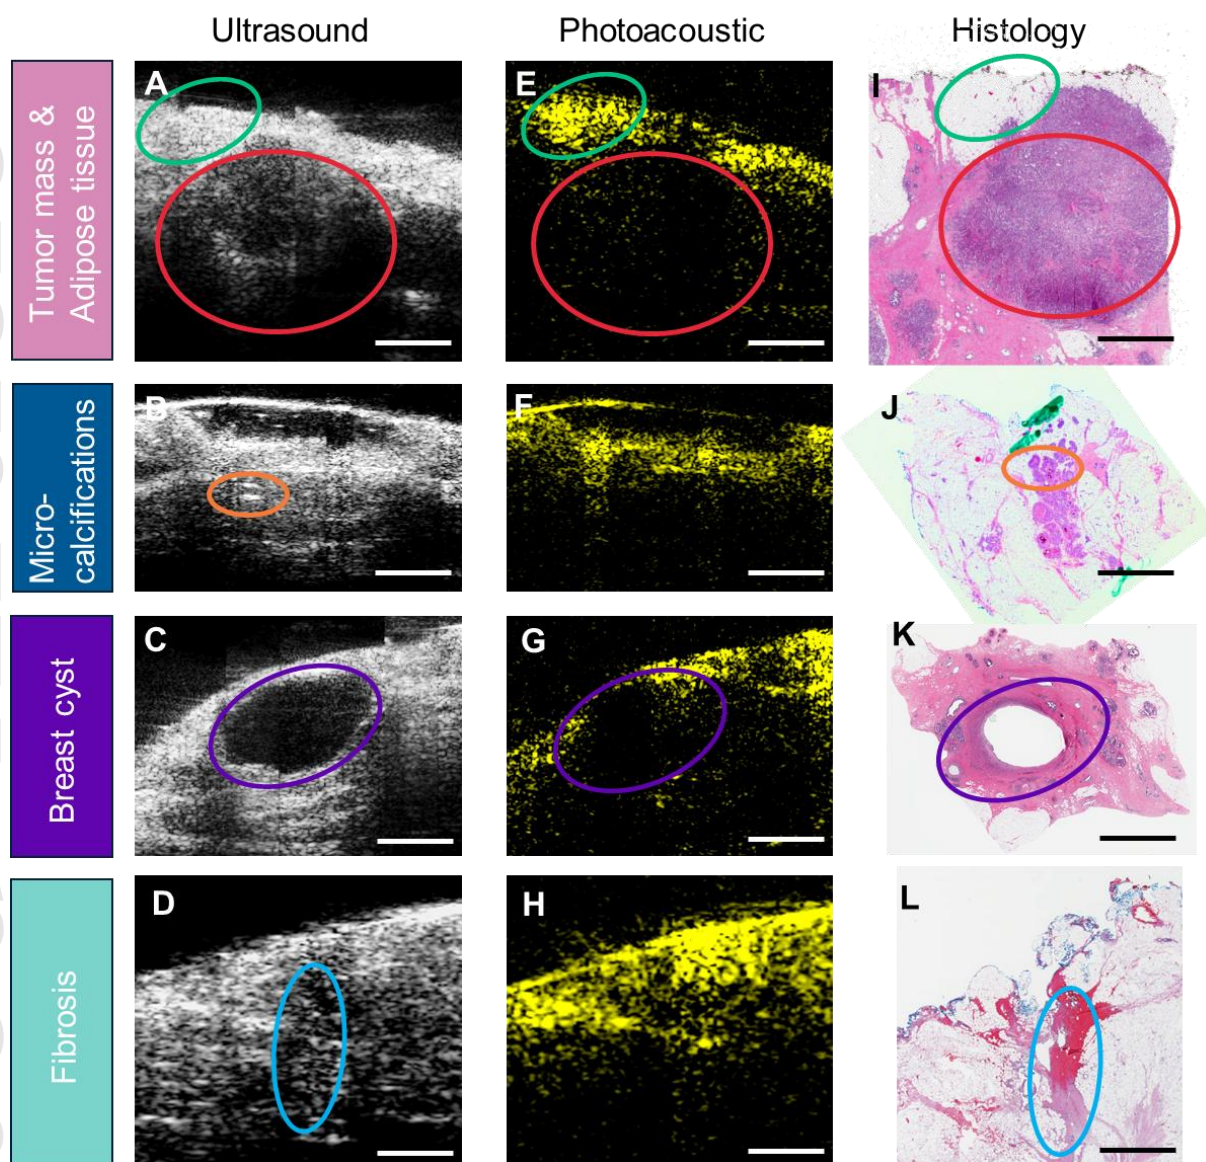 Ultrasound
Photoacoustic
Histology
Tumor mass &
Adipose tissue
A
E
I
Micro-
calcifications
B
F
J
Breast cyst
C
G
K
Fibrosis
D
H
L